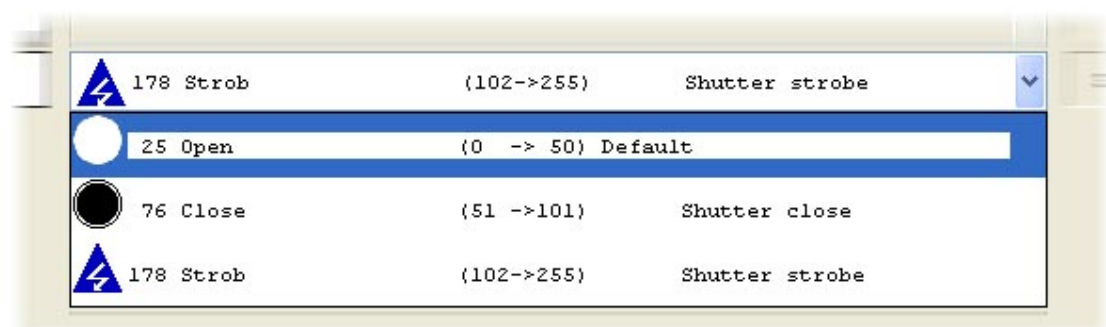 178 Strob (102->255) Shutter strobe
25 Open (0 -> 50) Default
76 Close (51 ->101) Shutter close
178 Strob (102->255) Shutter strobe